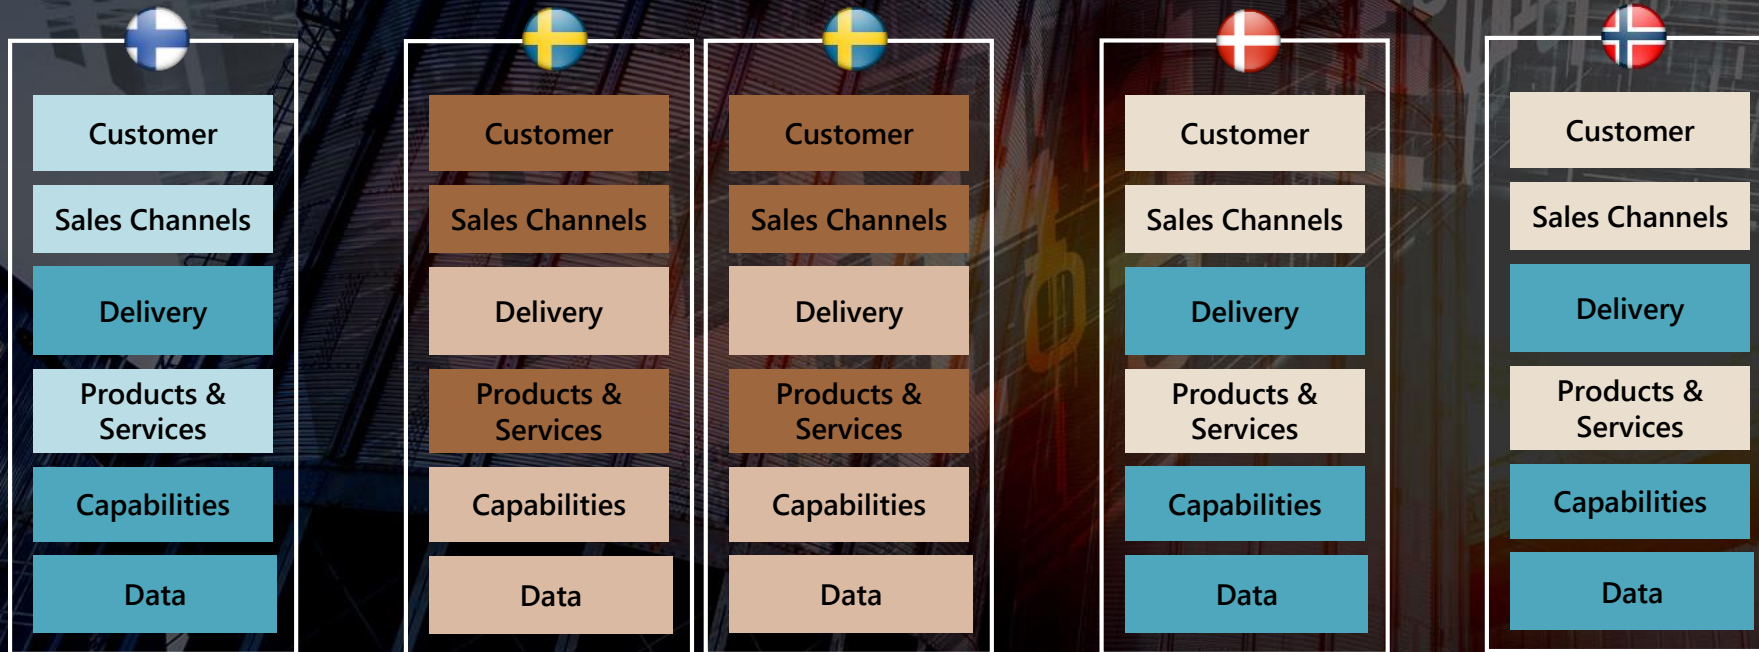 Customer
Sales Channels
Delivery
Products &
Services
Capabilities
Data
Customer
Sales Channels
Delivery
Products &
Services
Capabilities
Data
Customer
Sales Channels
Delivery
Products &
Services
Capabilities
Data
Customer
Sales Channels
Delivery
Products &
Services
Capabilities
Data
Customer
Sales Channels
Delivery
Products &
Services
Capabilities
Data